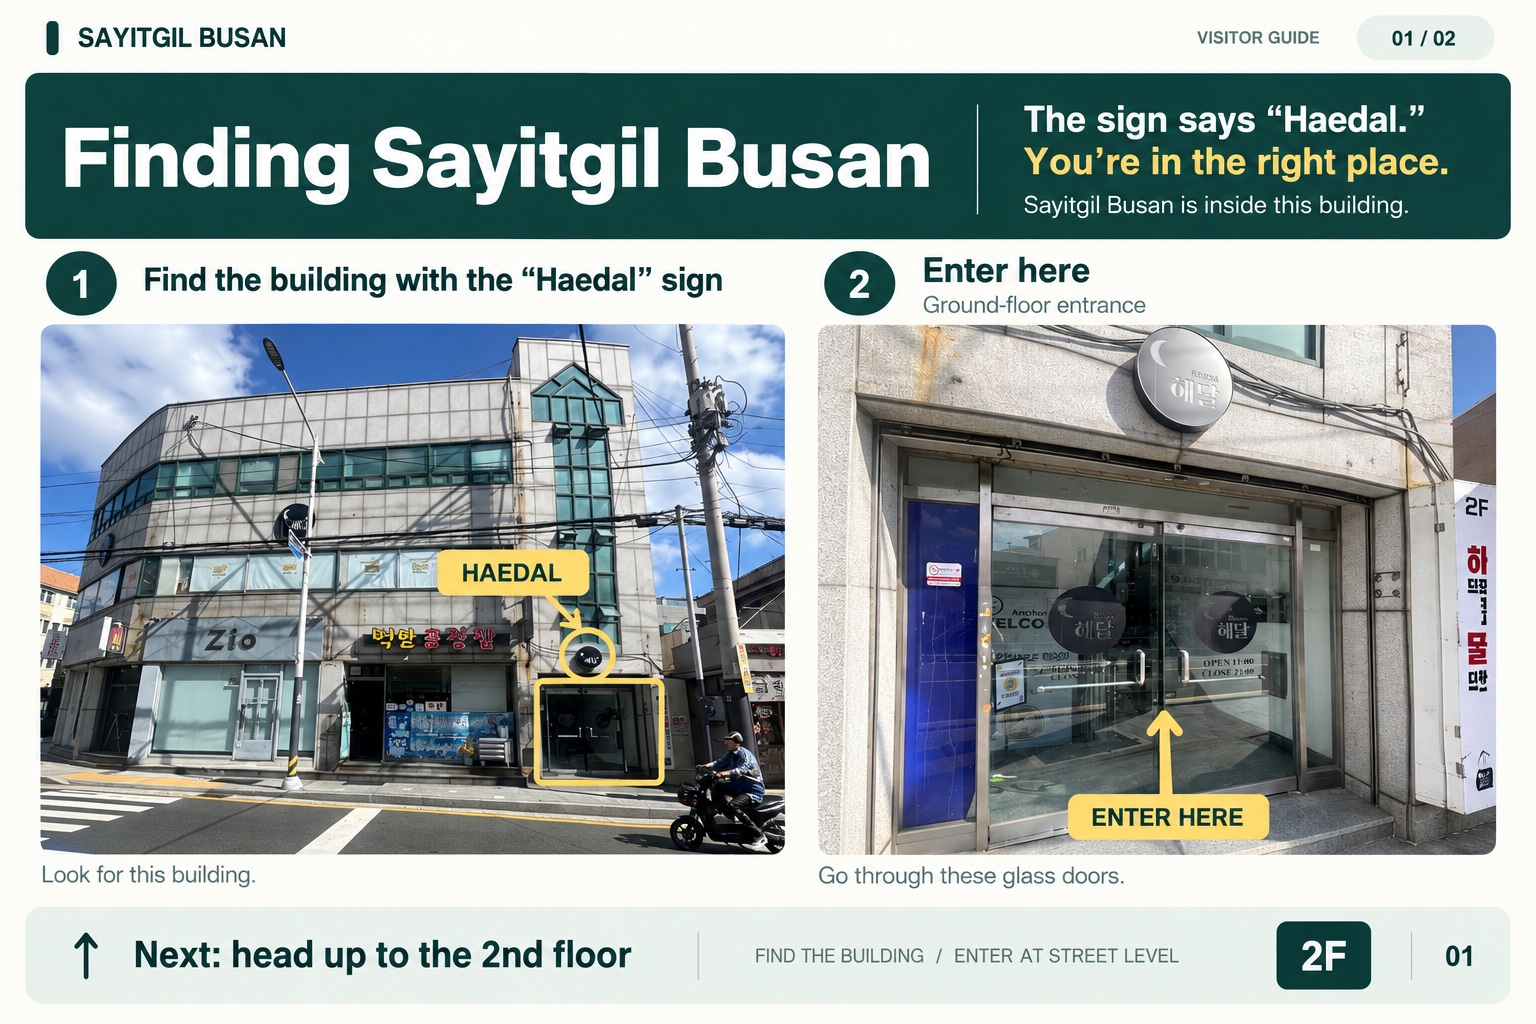 SAYITGIL BUSAN
VISITOR GUIDE
01 / 02
Finding Sayitgil Busan
The sign says “Haedal.”
You’re in the right place.
Sayitgil Busan is inside this building.
1
Find the building with the “Haedal” sign
2
Enter here
Ground-floor entrance
HAEDAL
Zio
해달
2F
해달
해달
OPEN 11:00
CLOSE 21:00
ENTER HERE
Look for this building.
Go through these glass doors.
Next: head up to the 2nd floor
FIND THE BUILDING / ENTER AT STREET LEVEL
2F
01